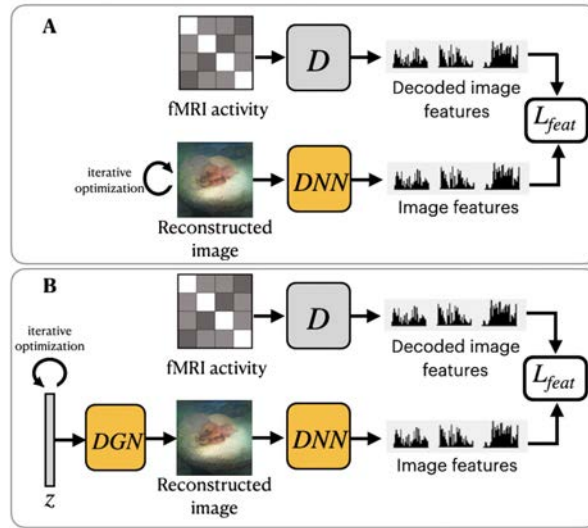 A
fMRI activity
D
Decoded image
features
L_feat
iterative
optimization
Reconstructed
image
DNN
Image features
B
fMRI activity
D
Decoded image
features
L_feat
iterative
optimization
z
DGN
Reconstructed
image
DNN
Image features